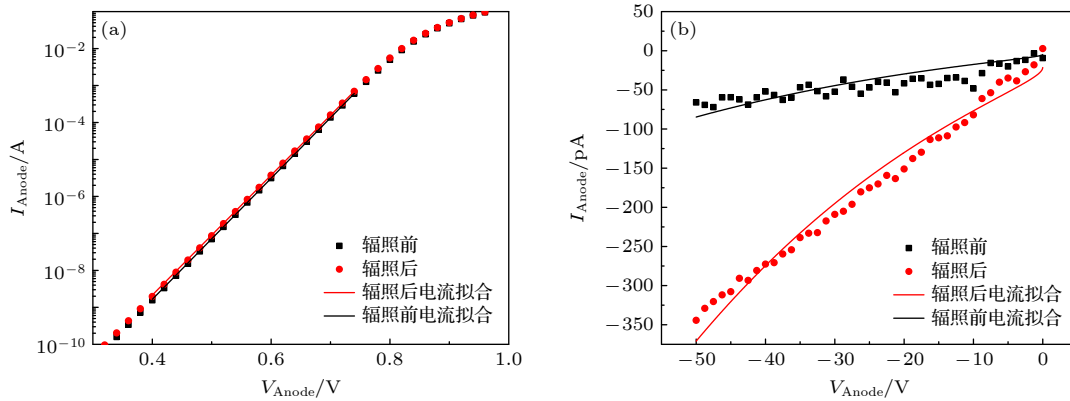 (a)
10⁻²
10⁻⁴
10⁻⁶
10⁻⁸
10⁻¹⁰
I_Anode/A
辐照前
辐照后
辐照后电流拟合
辐照前电流拟合
0.4 0.6 0.8 1.0
V_Anode/V
(b)
50
0
−50
−100
−150
−200
−250
−300
−350
I_Anode/pA
辐照前
辐照后
辐照后电流拟合
辐照前电流拟合
−50 −40 −30 −20 −10 0
V_Anode/V